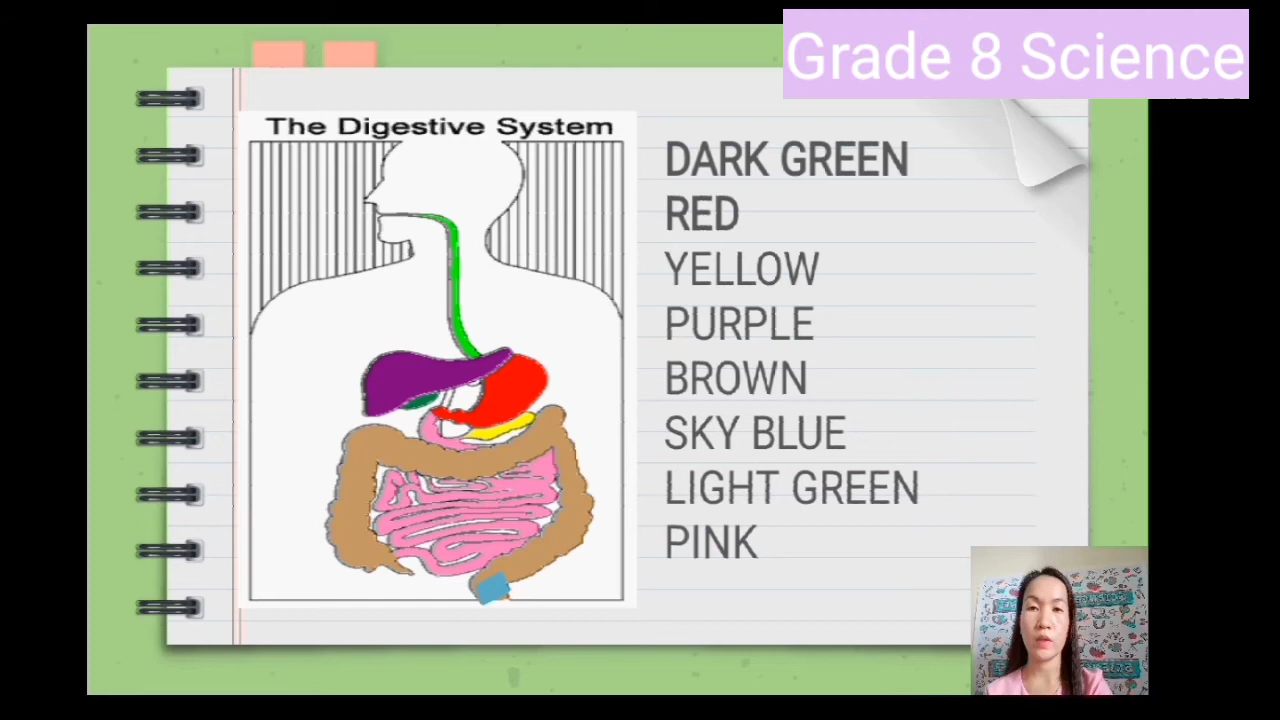 Grade 8 Science
The Digestive System
DARK GREEN
RED
YELLOW
PURPLE
BROWN
SKY BLUE
LIGHT GREEN
PINK